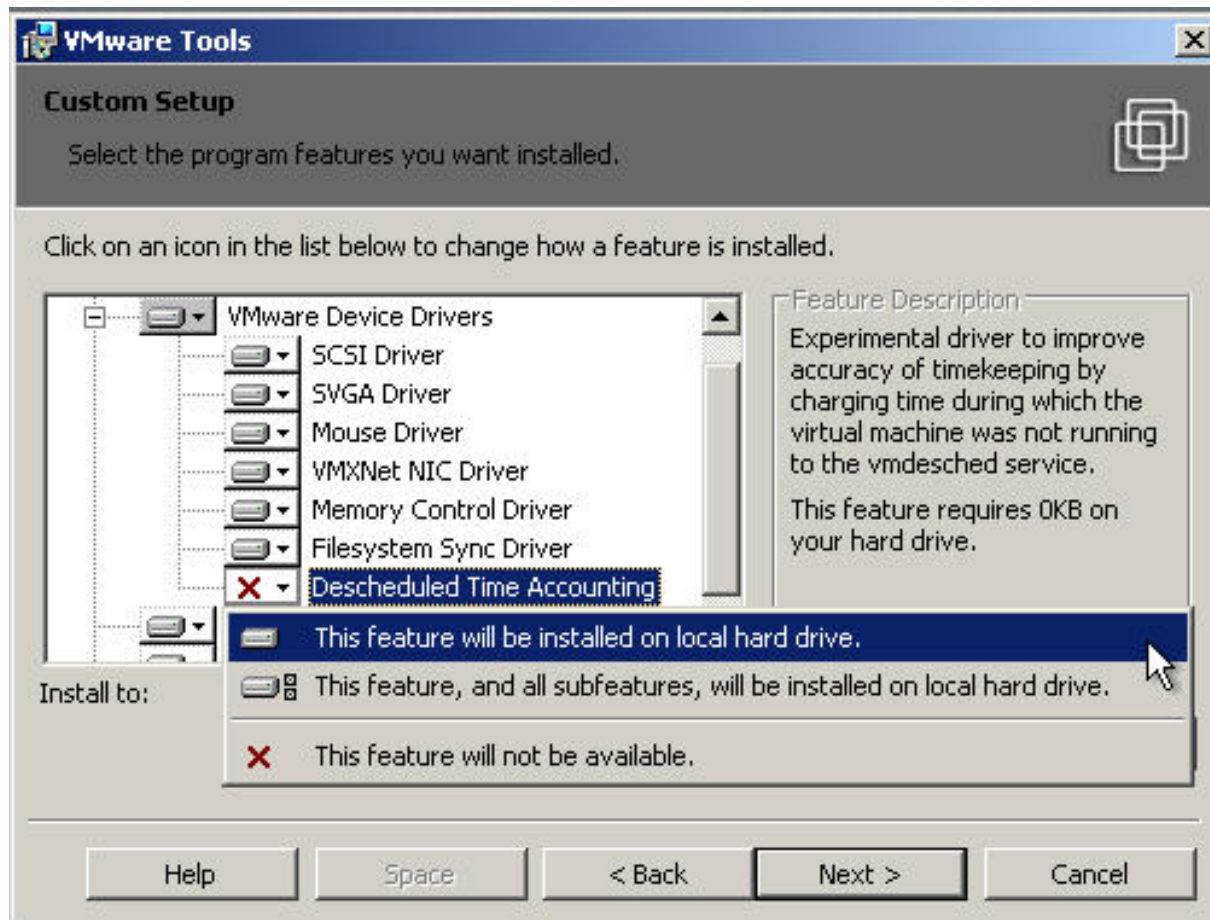 VMware Tools
Custom Setup
Select the program features you want installed.
Click on an icon in the list below to change how a feature is installed.
VMware Device Drivers
SCSI Driver
SVGA Driver
Mouse Driver
VMXNet NIC Driver
Memory Control Driver
Filesystem Sync Driver
Descheduled Time Accounting
Feature Description
Experimental driver to improve
accuracy of timekeeping by
charging time during which the
virtual machine was not running
to the vmdesched service.
This feature requires 0KB on
your hard drive.
This feature will be installed on local hard drive.
This feature, and all subfeatures, will be installed on local hard drive.
This feature will not be available.
Install to:
Help
Space
< Back
Next >
Cancel